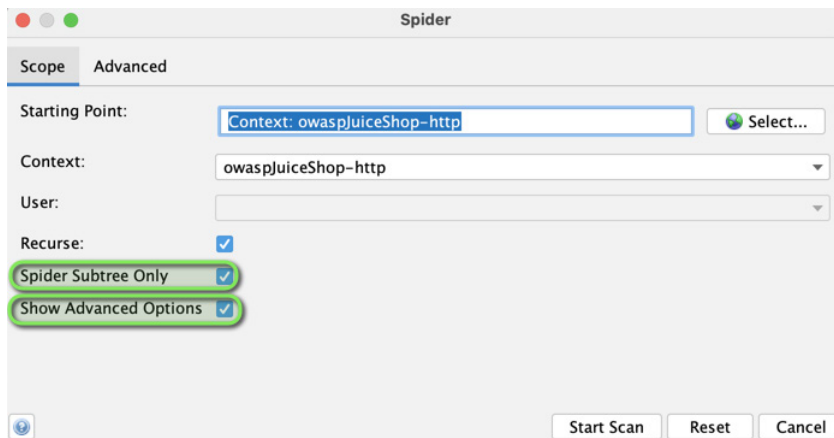 Spider
Scope Advanced
Starting Point: Context: owaspJuiceShop-http Select...
Context: owaspJuiceShop-http
User:
Recurse:
Spider Subtree Only
Show Advanced Options
Start Scan Reset Cancel